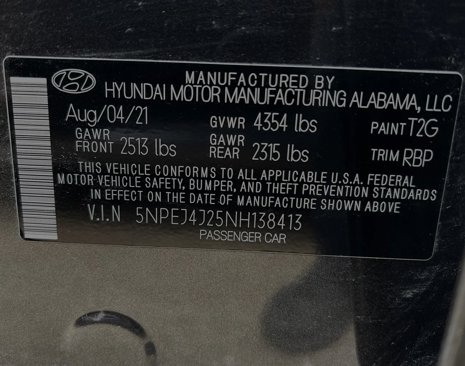 MANUFACTURED BY
HYUNDAI MOTOR MANUFACTURING ALABAMA, LLC
Aug/04/21 GVWR 4354 lbs PAINT T2G
GAWR FRONT 2513 lbs GAWR REAR 2315 lbs TRIM RBP
THIS VEHICLE CONFORMS TO ALL APPLICABLE U.S.A. FEDERAL
MOTOR VEHICLE SAFETY, BUMPER, AND THEFT PREVENTION STANDARDS
IN EFFECT ON THE DATE OF MANUFACTURE SHOWN ABOVE
V.I.N 5NPEJ4J25NH138413
PASSENGER CAR